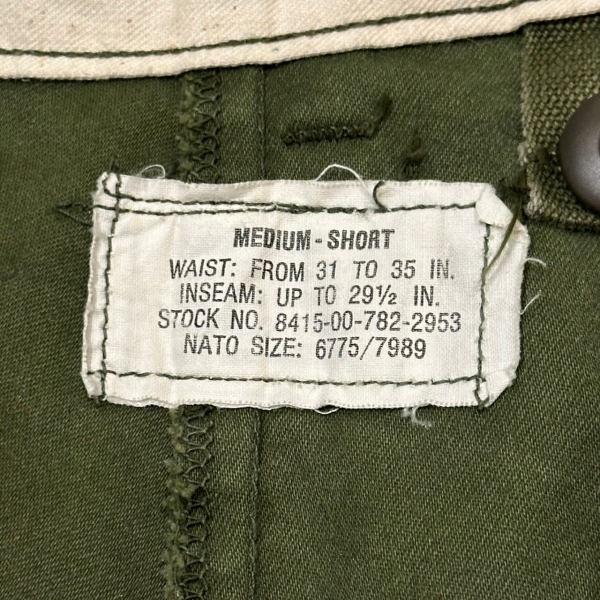 MEDIUM - SHORT
WAIST: FROM 31 TO 35 IN.
INSEAM: UP TO 29½ IN.
STOCK NO. 8415-00-782-2953
NATO SIZE: 6775/7989